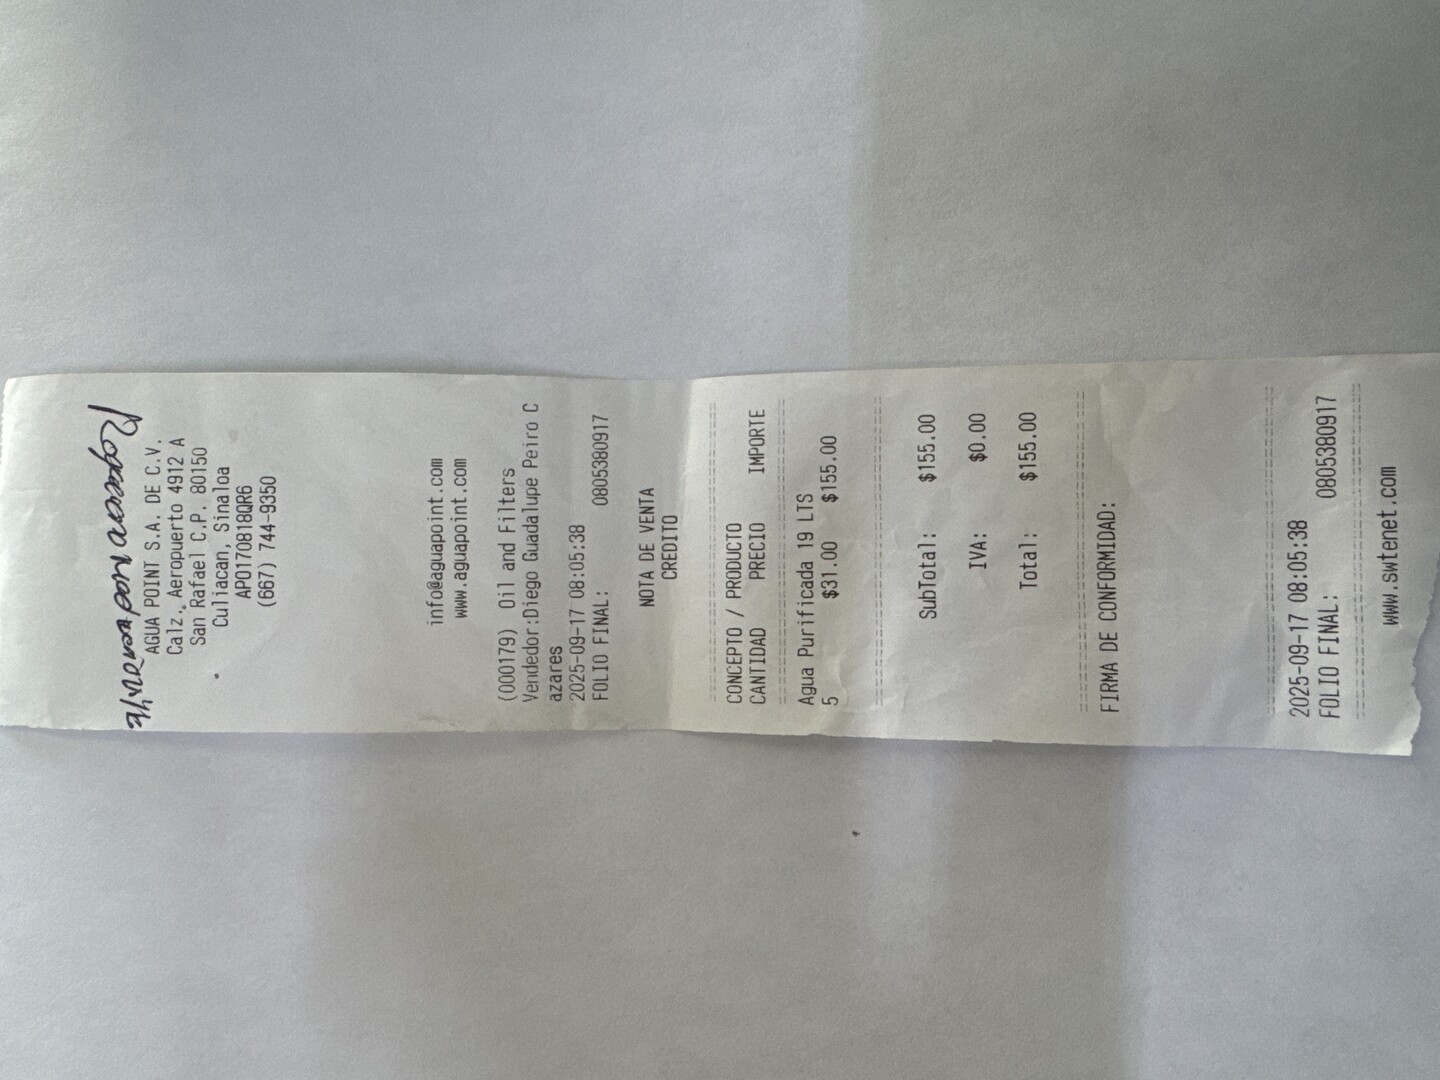 AGUA POINT S.A. DE C.V.
Calz. Aeropuerto 4912 A
San Rafael C.P. 80150
Culiacan, Sinaloa
APO170818QR6
(667) 744-9350
info@aguapoint.com
www.aguapoint.com
(000179) Oil and Filters
Vendedor:Diego Guadalupe Peiro C
azares
2025-09-17 08:05:38
FOLIO FINAL: 0805380917
NOTA DE VENTA
CREDITO
CONCEPTO / PRODUCTO
CANTIDAD PRECIO IMPORTE
Agua Purificada 19 LTS
5 $31.00 $155.00
SubTotal: $155.00
IVA: $0.00
Total: $155.00
FIRMA DE CONFORMIDAD:
2025-09-17 08:05:38
FOLIO FINAL: 0805380917
www.swtenet.com